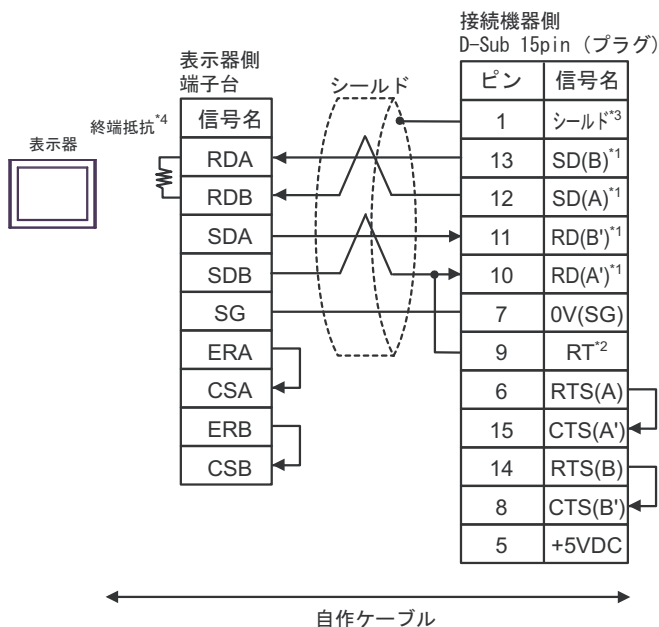 接続機器側
D-Sub 15pin (プラグ)
表示器側
端子台
シールド
ピン 信号名
終端抵抗*4
信号名
1 シールド*3
表示器
RDA
13 SD(B)*1
RDB
12 SD(A)*1
SDA
11 RD(B')*1
SDB
10 RD(A')*1
SG
7 0V(SG)
ERA
9 RT*2
CSA
6 RTS(A)
ERB
15 CTS(A')
CSB
14 RTS(B)
8 CTS(B')
5 +5VDC
自作ケーブル